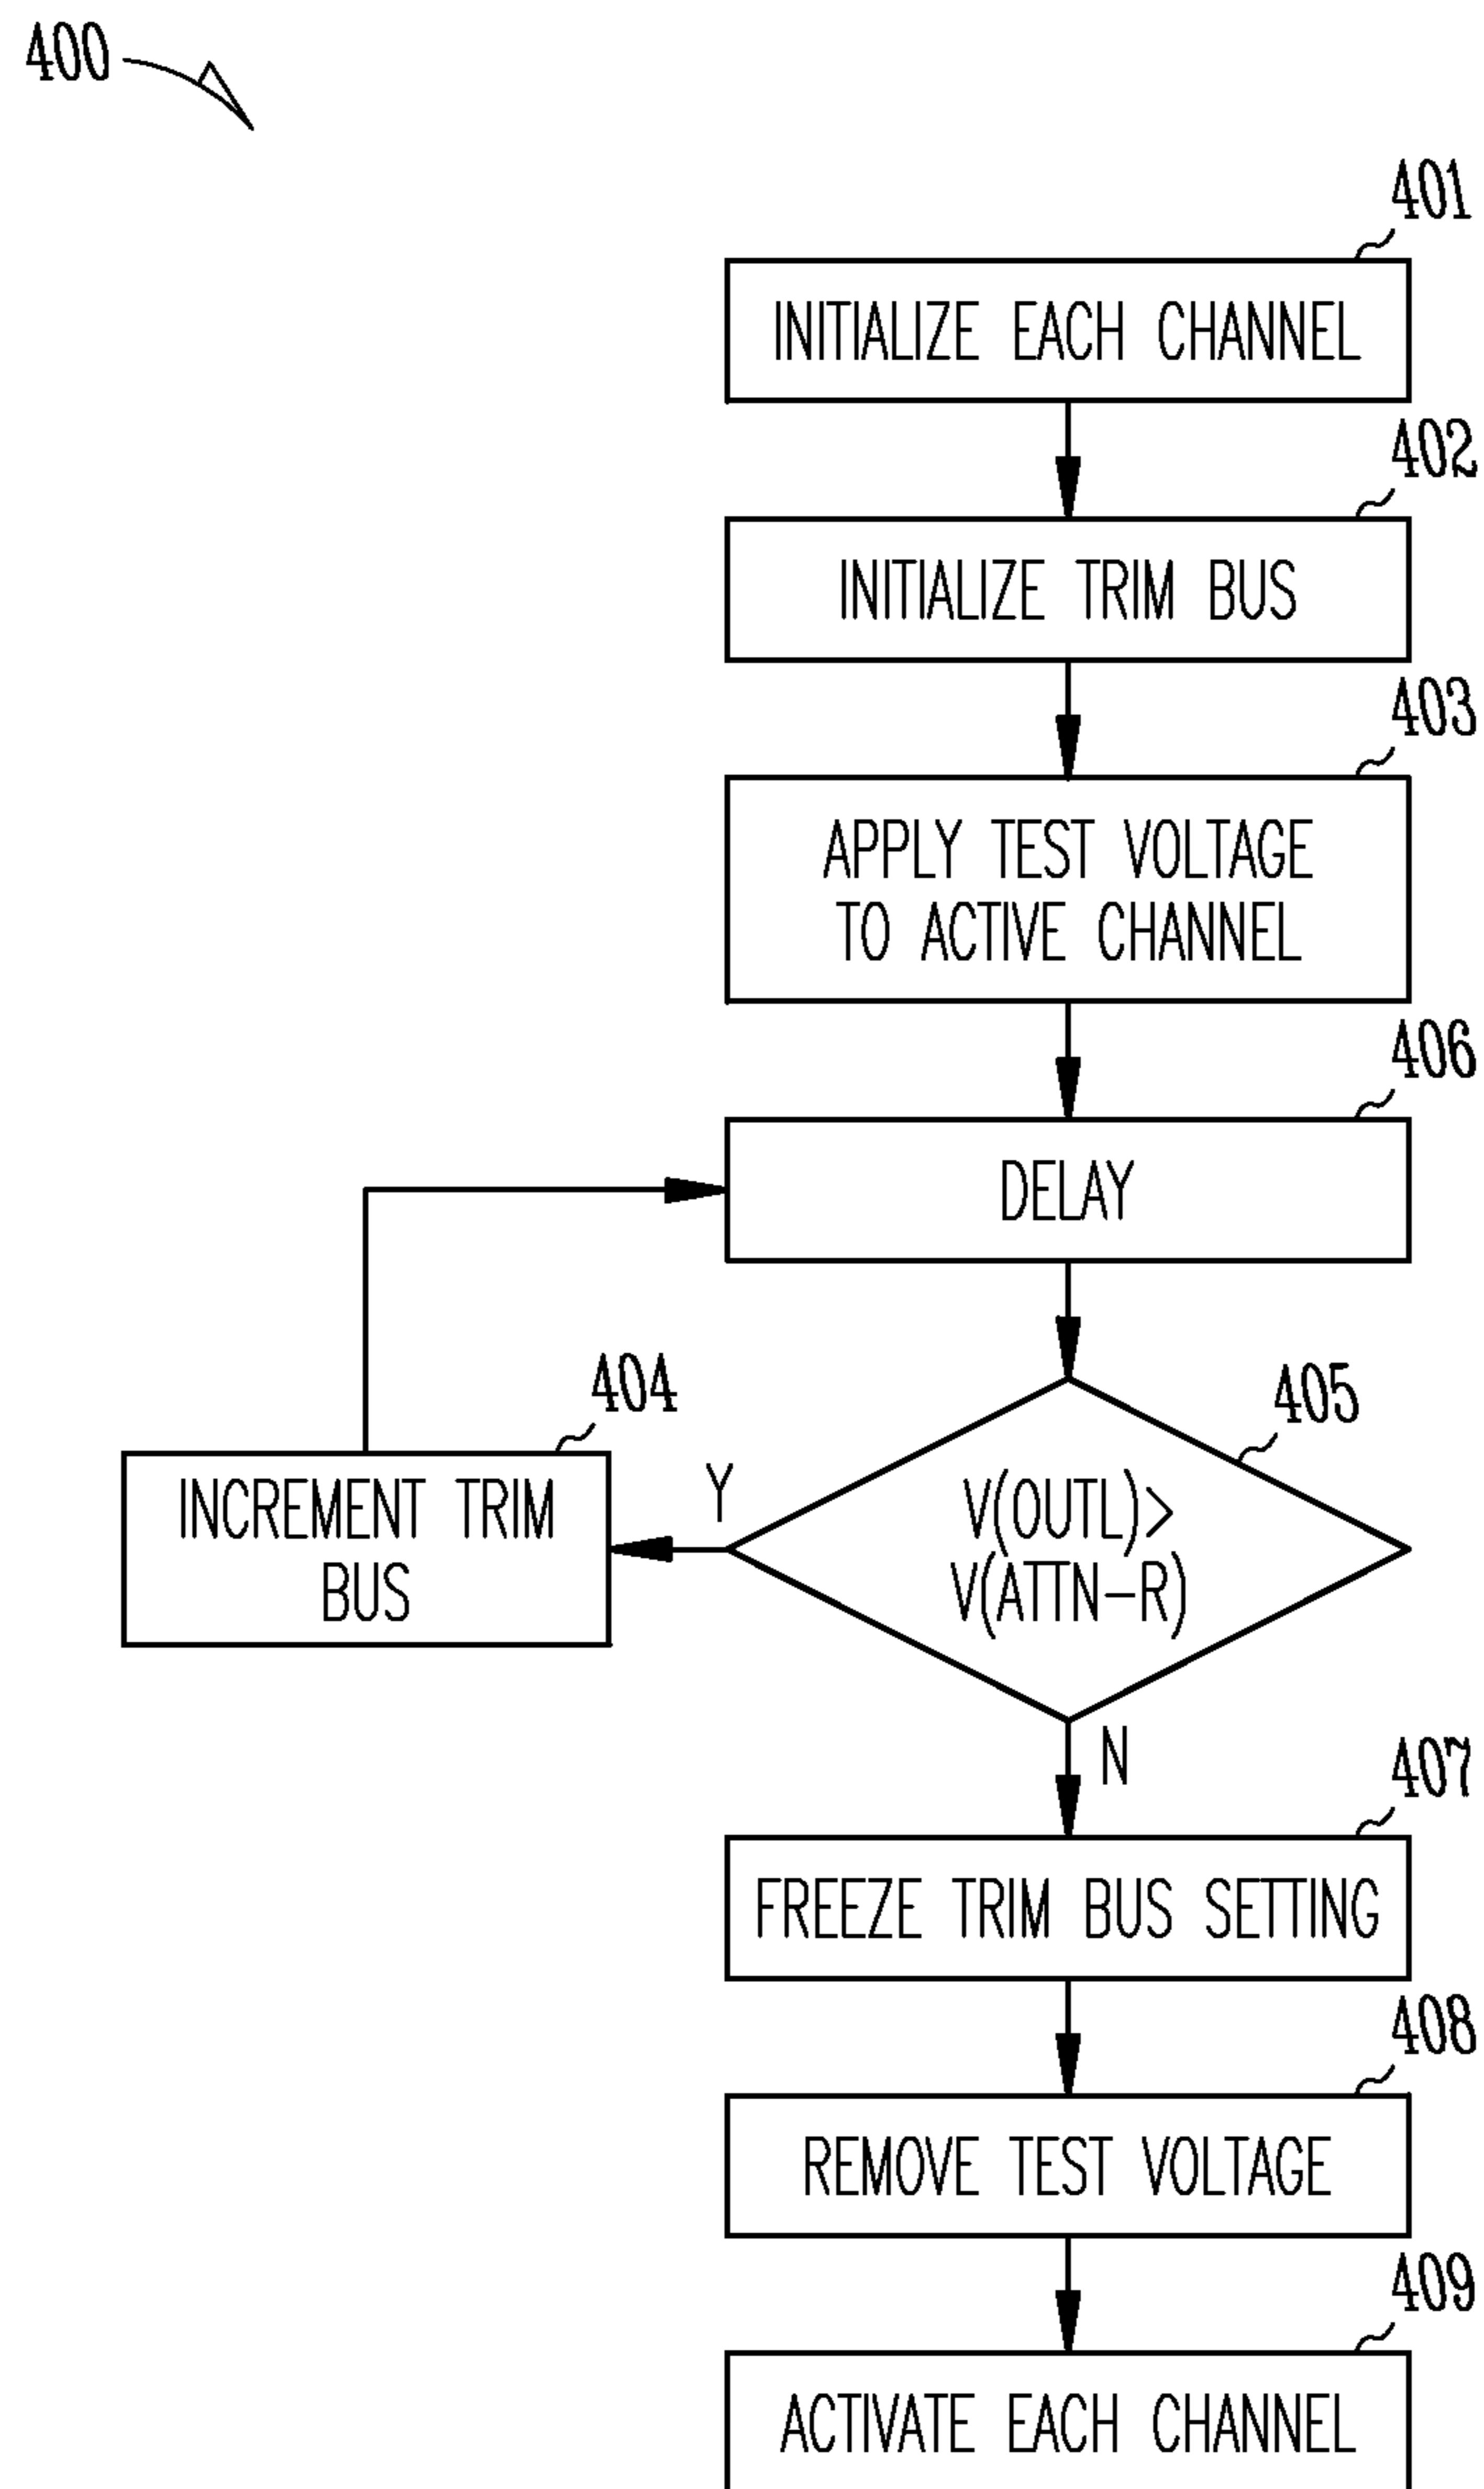 400
401
INITIALIZE EACH CHANNEL
402
INITIALIZE TRIM BUS
403
APPLY TEST VOLTAGE
TO ACTIVE CHANNEL
406
DELAY
404
INCREMENT TRIM
BUS
Y
405
V(OUTL)>
V(ATTN-R)
N
407
FREEZE TRIM BUS SETTING
408
REMOVE TEST VOLTAGE
409
ACTIVATE EACH CHANNEL